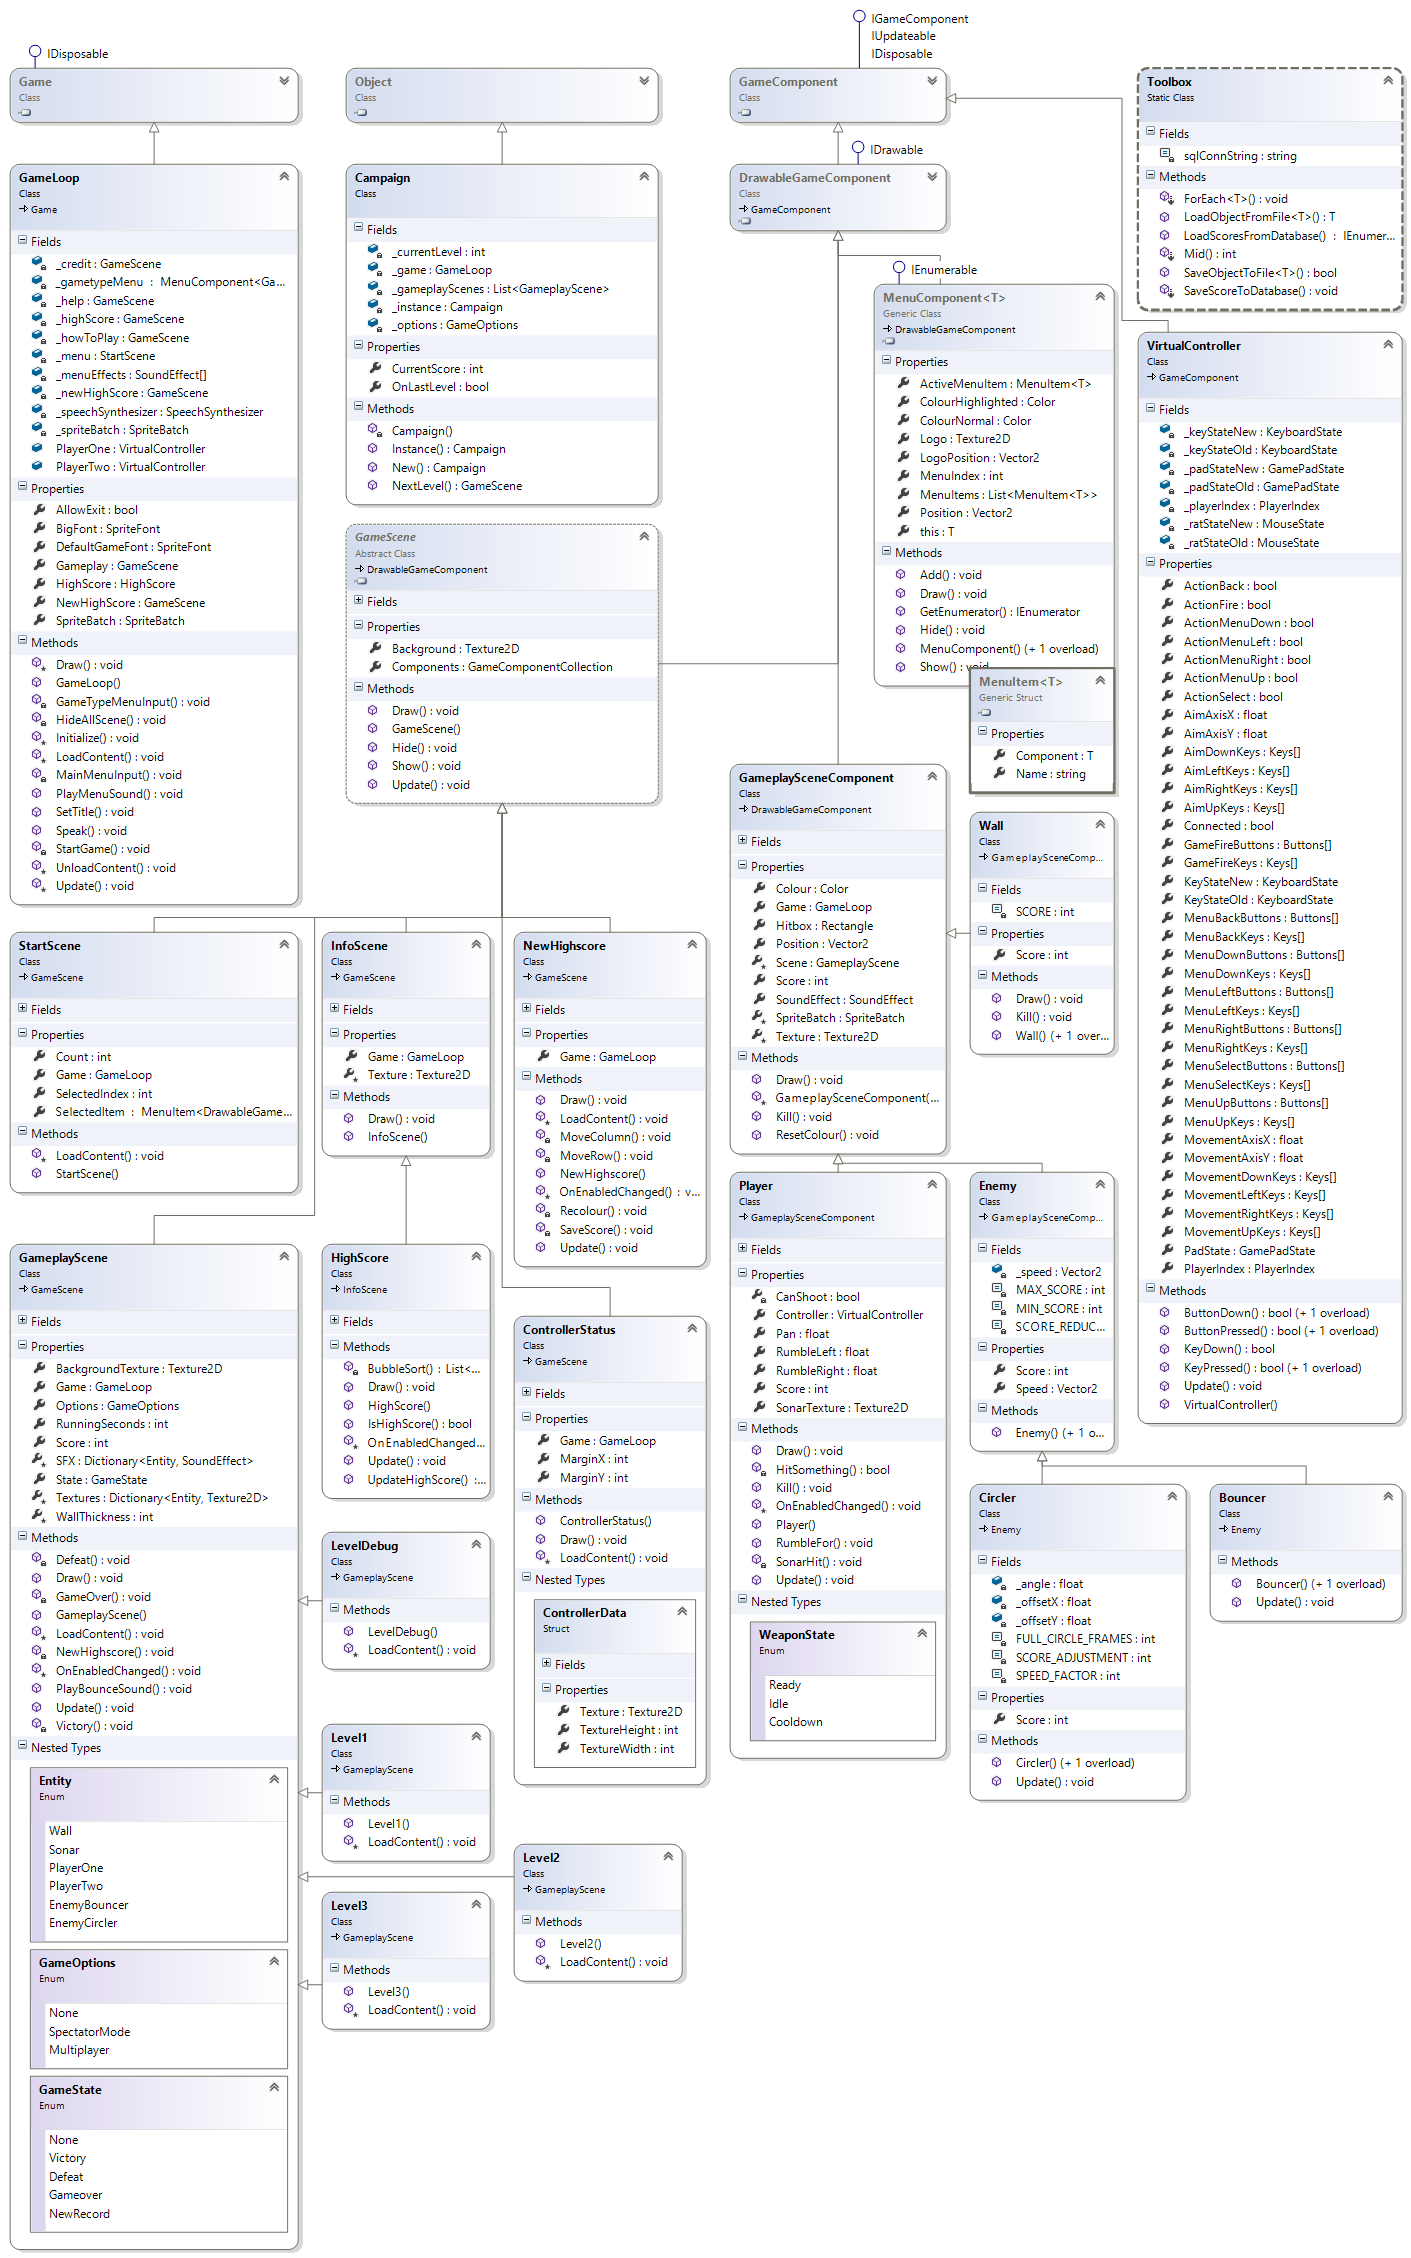 IDisposable
Game
Class
GameLoop
Class
Game
Fields
_credit : GameScene
_gametypeMenu : MenuComponent<Ga...
_help : GameScene
_highScore : GameScene
_howToPlay : GameScene
_menu : StartScene
_menuEffects : SoundEffect[]
_newHighScore : GameScene
_speechSynthesizer : SpeechSynthesizer
_spriteBatch : SpriteBatch
PlayerOne : VirtualController
PlayerTwo : VirtualController
Properties
AllowExit : bool
BigFont : SpriteFont
DefaultGameFont : SpriteFont
Gameplay : GameScene
HighScore : HighScore
NewHighScore : GameScene
SpriteBatch : SpriteBatch
Methods
Draw() : void
GameLoop()
GameTypeMenuInput() : void
HideAllScene() : void
Initialize() : void
LoadContent() : void
MainMenuInput() : void
PlayMenuSound() : void
SetTitle() : void
Speak() : void
StartGame() : void
UnloadContent() : void
Update() : void
Object
Class
Campaign
Class
Fields
_currentLevel : int
_game : GameLoop
_gameplayScenes : List<GameplayScene>
_instance : Campaign
_options : GameOptions
Properties
CurrentScore : int
OnLastLevel : bool
Methods
Campaign()
Instance() : Campaign
New() : Campaign
NextLevel() : GameScene
GameScene
Abstract Class
DrawableGameComponent
Fields
Properties
Background : Texture2D
Components : GameComponentCollection
Methods
Draw() : void
GameScene()
Hide() : void
Show() : void
Update() : void
IGameComponent
IUpdateable
IDisposable
GameComponent
Class
IDrawable
DrawableGameComponent
Class
GameComponent
IEnumerable
MenuComponent<T>
Generic Class
DrawableGameComponent
Properties
ActiveMenuItem : MenuItem<T>
ColourHighlighted : Color
ColourNormal : Color
Logo : Texture2D
LogoPosition : Vector2
MenuIndex : int
MenuItems : List<MenuItem<T>>
Position : Vector2
this : T
Methods
Add() : void
Draw() : void
GetEnumerator() : IEnumerator
Hide() : void
MenuComponent() (+ 1 overload)
Show() : void
MenuItem<T>
Generic Struct
Properties
Component : T
Name : string
Toolbox
Static Class
Fields
sqlConnString : string
Methods
ForEach<T>() : void
LoadObjectFromFile<T>() : T
LoadScoresFromDatabase() : IEnumer...
Mid() : int
SaveObjectToFile<T>() : bool
SaveScoreToDatabase() : void
VirtualController
Class
GameComponent
Fields
_keyStateNew : KeyboardState
_keyStateOld : KeyboardState
_padStateNew : GamePadState
_padStateOld : GamePadState
_playerIndex : PlayerIndex
_ratStateNew : MouseState
_ratStateOld : MouseState
Properties
ActionBack : bool
ActionFire : bool
ActionMenuDown : bool
ActionMenuLeft : bool
ActionMenuRight : bool
ActionMenuUp : bool
ActionSelect : bool
AimAxisX : float
AimAxisY : float
AimDownKeys : Keys[]
AimLeftKeys : Keys[]
AimRightKeys : Keys[]
AimUpKeys : Keys[]
Connected : bool
GameFireButtons : Buttons[]
GameFireKeys : Keys[]
KeyStateNew : KeyboardState
KeyStateOld : KeyboardState
MenuBackButtons : Buttons[]
MenuBackKeys : Keys[]
MenuDownButtons : Buttons[]
MenuDownKeys : Keys[]
MenuLeftButtons : Buttons[]
MenuLeftKeys : Keys[]
MenuRightButtons : Buttons[]
MenuRightKeys : Keys[]
MenuSelectButtons : Buttons[]
MenuSelectKeys : Keys[]
MenuUpButtons : Buttons[]
MenuUpKeys : Keys[]
MovementAxisX : float
MovementAxisY : float
MovementDownKeys : Keys[]
MovementLeftKeys : Keys[]
MovementRightKeys : Keys[]
MovementUpKeys : Keys[]
PadState : GamePadState
PlayerIndex : PlayerIndex
Methods
ButtonDown() : bool (+ 1 overload)
ButtonPressed() : bool (+ 1 overload)
KeyDown() : bool
KeyPressed() : bool (+ 1 overload)
Update() : void
VirtualController()
GameplaySceneComponent
Class
DrawableGameComponent
Fields
Properties
Colour : Color
Game : GameLoop
Hitbox : Rectangle
Position : Vector2
Scene : GameplayScene
Score : int
SoundEffect : SoundEffect
SpriteBatch : SpriteBatch
Texture : Texture2D
Methods
Draw() : void
GameplaySceneComponent(...
Kill() : void
ResetColour() : void
Wall
Class
GameplaySceneComp...
Fields
SCORE : int
Properties
Score : int
Methods
Draw() : void
Kill() : void
Wall() (+ 1 over...
StartScene
Class
GameScene
Fields
Properties
Count : int
Game : GameLoop
SelectedIndex : int
SelectedItem : MenuItem<DrawableGame...
Methods
LoadContent() : void
StartScene()
InfoScene
Class
GameScene
Fields
Properties
Game : GameLoop
Texture : Texture2D
Methods
Draw() : void
InfoScene()
NewHighscore
Class
GameScene
Fields
Properties
Game : GameLoop
Methods
Draw() : void
LoadContent() : void
MoveColumn() : void
MoveRow() : void
NewHighscore()
OnEnabledChanged() : v...
Recolour() : void
SaveScore() : void
Update() : void
GameplayScene
Class
GameScene
Fields
Properties
BackgroundTexture : Texture2D
Game : GameLoop
Options : GameOptions
RunningSeconds : int
Score : int
SFX : Dictionary<Entity, SoundEffect>
State : GameState
Textures : Dictionary<Entity, Texture2D>
WallThickness : int
Methods
Defeat() : void
Draw() : void
GameOver() : void
GameplayScene()
LoadContent() : void
NewHighscore() : void
OnEnabledChanged() : void
PlayBounceSound() : void
Update() : void
Victory() : void
Nested Types
Entity
Enum
Wall
Sonar
PlayerOne
PlayerTwo
EnemyBouncer
EnemyCircler
GameOptions
Enum
None
SpectatorMode
Multiplayer
GameState
Enum
None
Victory
Defeat
Gameover
NewRecord
HighScore
Class
InfoScene
Fields
Methods
BubbleSort() : List<...
Draw() : void
HighScore()
IsHighScore() : bool
OnEnabledChanged...
Update() : void
UpdateHighScore() :...
LevelDebug
Class
GameplayScene
Methods
LevelDebug()
LoadContent() : void
Level1
Class
GameplayScene
Methods
Level1()
LoadContent() : void
Level3
Class
GameplayScene
Methods
Level3()
LoadContent() : void
ControllerStatus
Class
GameScene
Fields
Properties
Game : GameLoop
MarginX : int
MarginY : int
Methods
ControllerStatus()
Draw() : void
LoadContent() : void
Nested Types
ControllerData
Struct
Fields
Properties
Texture : Texture2D
TextureHeight : int
TextureWidth : int
Level2
Class
GameplayScene
Methods
Level2()
LoadContent() : void
Player
Class
GameplaySceneComponent
Fields
Properties
CanShoot : bool
Controller : VirtualController
Pan : float
RumbleLeft : float
RumbleRight : float
Score : int
SonarTexture : Texture2D
Methods
Draw() : void
HitSomething() : bool
Kill() : void
OnEnabledChanged() : void
Player()
RumbleFor() : void
SonarHit() : void
Update() : void
Nested Types
WeaponState
Enum
Ready
Idle
Cooldown
Enemy
Class
GameplaySceneComp...
Fields
_speed : Vector2
MAX_SCORE : int
MIN_SCORE : int
SCORE_REDUC...
Properties
Score : int
Speed : Vector2
Methods
Enemy() (+ 1 o...
Circler
Class
Enemy
Fields
_angle : float
_offsetX : float
_offsetY : float
FULL_CIRCLE_FRAMES : int
SCORE_ADJUSTMENT : int
SPEED_FACTOR : int
Properties
Score : int
Methods
Circler() (+ 1 overload)
Update() : void
Bouncer
Class
Enemy
Methods
Bouncer() (+ 1 overload)
Update() : void